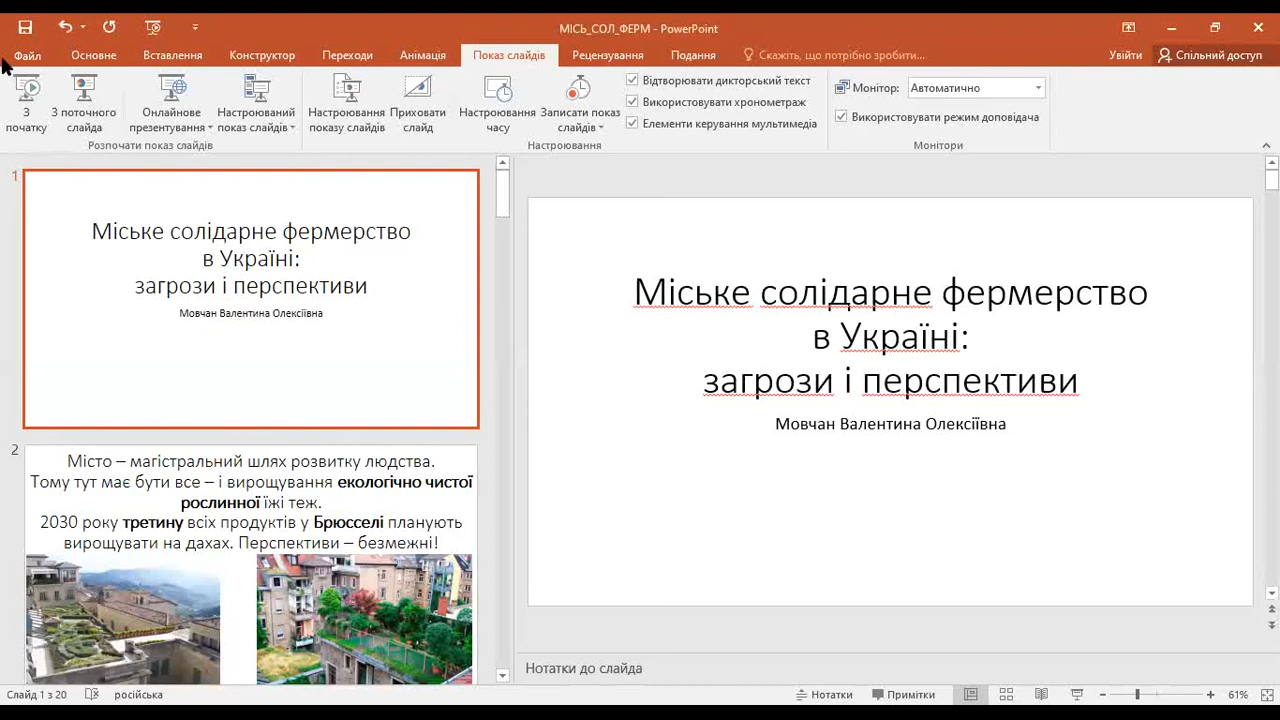 МІСЬ_СОЛ_ФЕРМ - PowerPoint
Файл
Основне
Вставлення
Конструктор
Переходи
Анімація
Показ слайдів
Рецензування
Подання
Скажіть, що потрібно зробити...
Увійти
Спільний доступ
З
початку
З поточного
слайда
Онлайнове
презентування
Настроюваний
показ слайдів
Розпочати показ слайдів
Настроювання
показу слайдів
Приховати
слайд
Настроювання
часу
Записати показ
слайдів
Відтворювати дикторський текст
Використовувати хронометраж
Елементи керування мультимедіа
Настроювання
Монітор:
Автоматично
Використовувати режим доповідача
Монітори
1
Міське солідарне фермерство
в Україні:
загрози і перспективи
Мовчан Валентина Олексіївна
2
Місто – магістральний шлях розвитку людства.
Тому тут має бути все – і вирощування екологічно чистої
рослинної їжі теж.
2030 року третину всіх продуктів у Брюсселі планують
вирощувати на дахах. Перспективи – безмежні!
Міське солідарне фермерство
в Україні:
загрози і перспективи
Мовчан Валентина Олексіївна
Нотатки до слайда
Слайд 1 з 20
російська
Нотатки
Примітки
61%